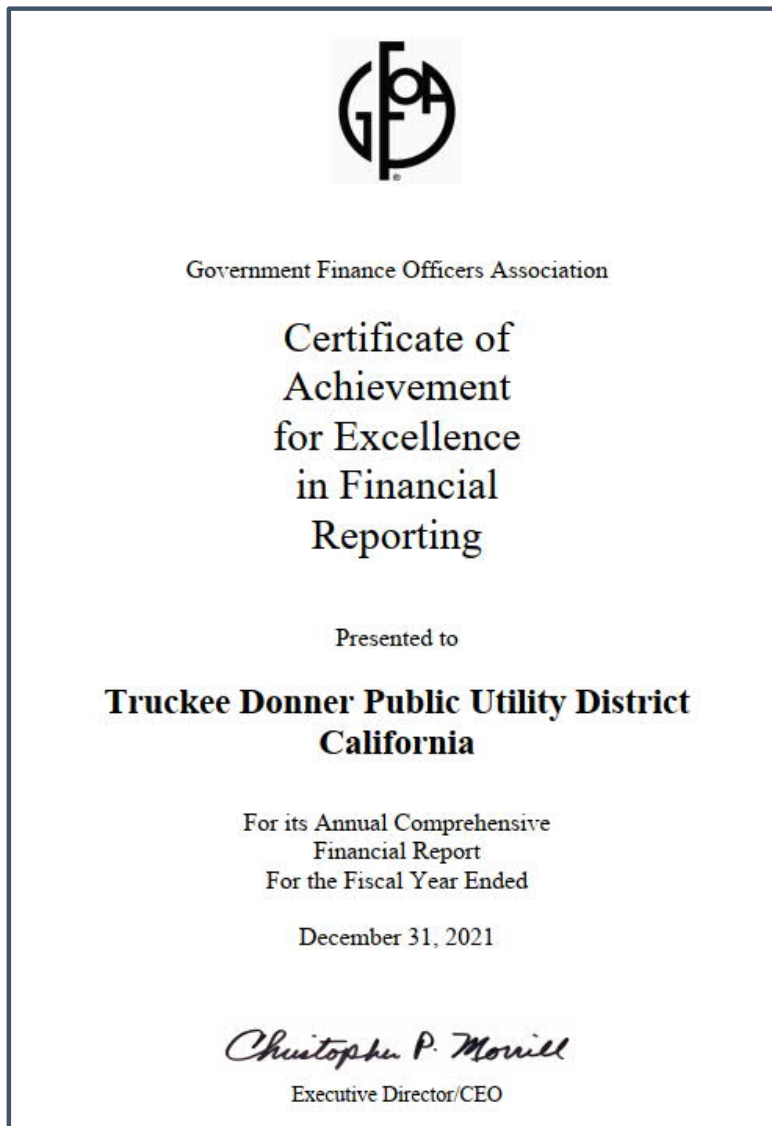 GFOA
®
Government Finance Officers Association
Certificate of
Achievement
for Excellence
in Financial
Reporting
Presented to
Truckee Donner Public Utility District
California
For its Annual Comprehensive
Financial Report
For the Fiscal Year Ended
December 31, 2021
Christopher P. Morrill
Executive Director/CEO